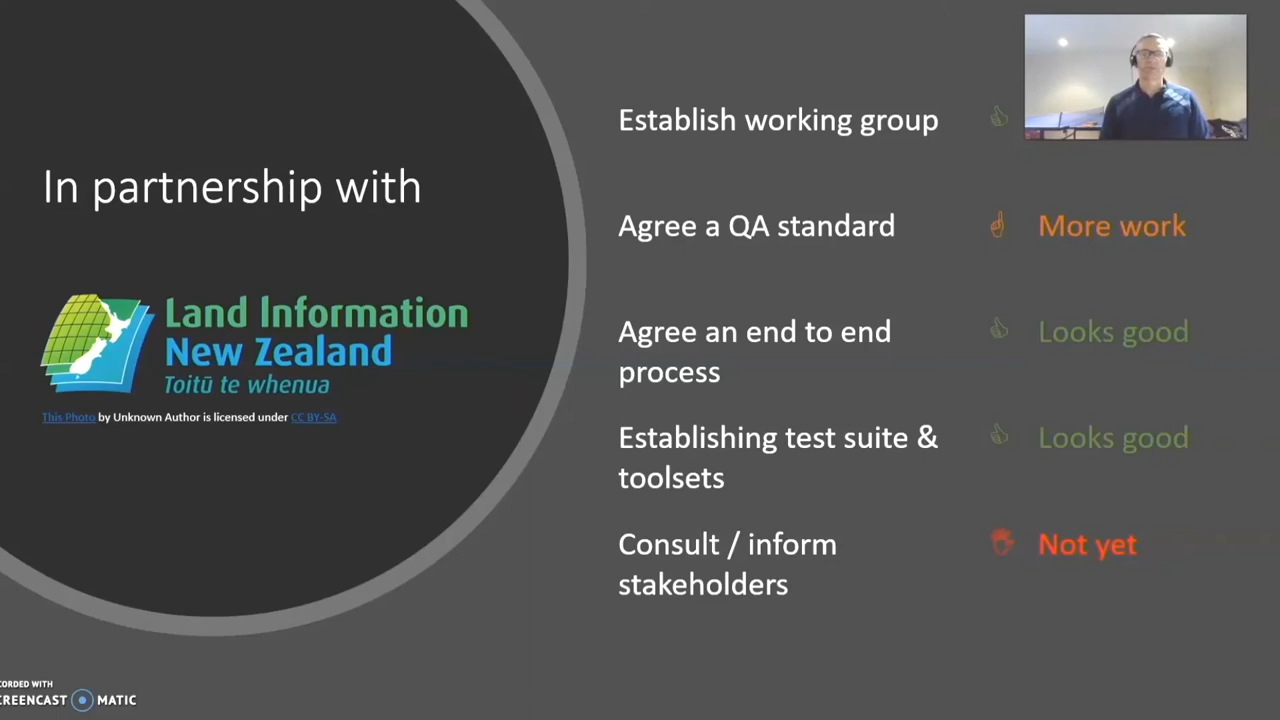 In partnership with
Land Information
New Zealand
Toitū te whenua
This Photo by Unknown Author is licensed under CC BY-SA
Establish working group
Agree a QA standard
More work
Agree an end to end
process
Looks good
Establishing test suite &
toolsets
Looks good
Consult / inform
stakeholders
Not yet
CORDED WITH
CREENCAST MATIC